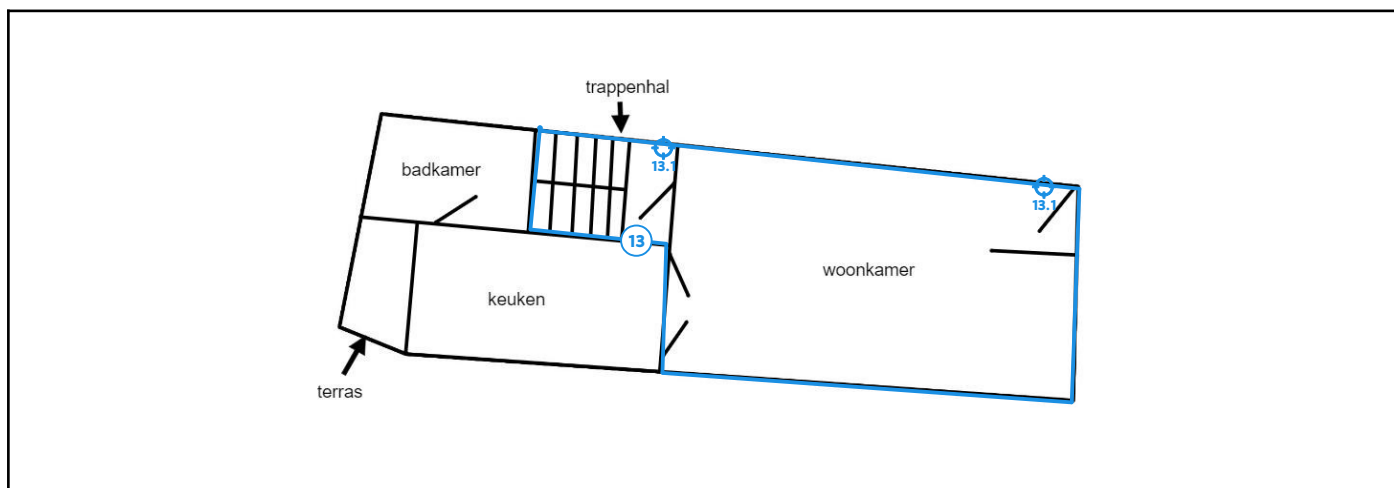 trappenhal
13.1
badkamer
13.1
13
woonkamer
keuken
terras